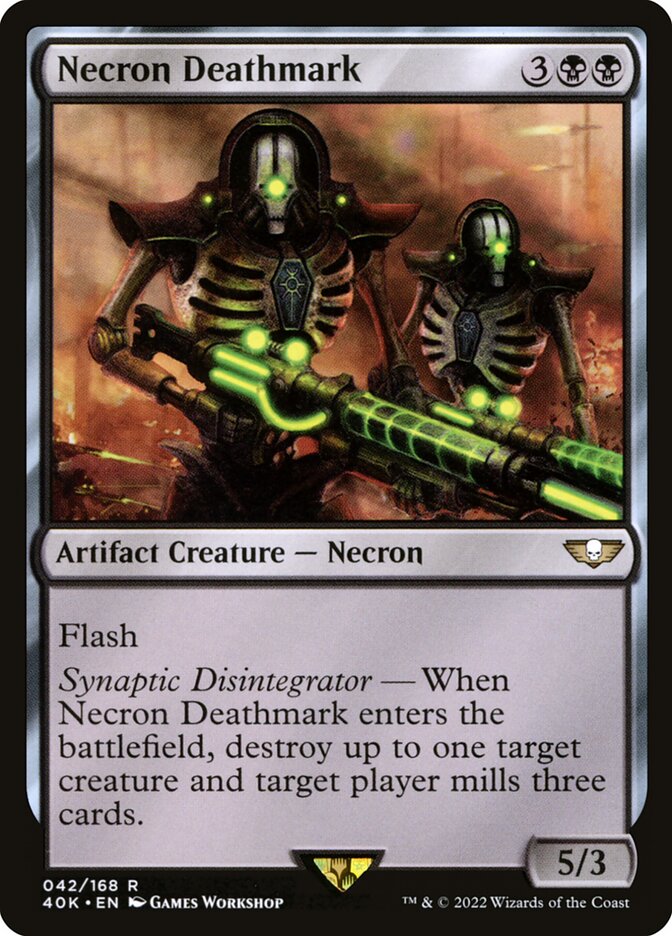 Necron Deathmark 3
Artifact Creature — Necron
Flash
Synaptic Disintegrator — When
Necron Deathmark enters the
battlefield, destroy up to one target
creature and target player mills three
cards.
5/3
042/168 R
40K • EN Games Workshop
™ & © 2022 Wizards of the Coast